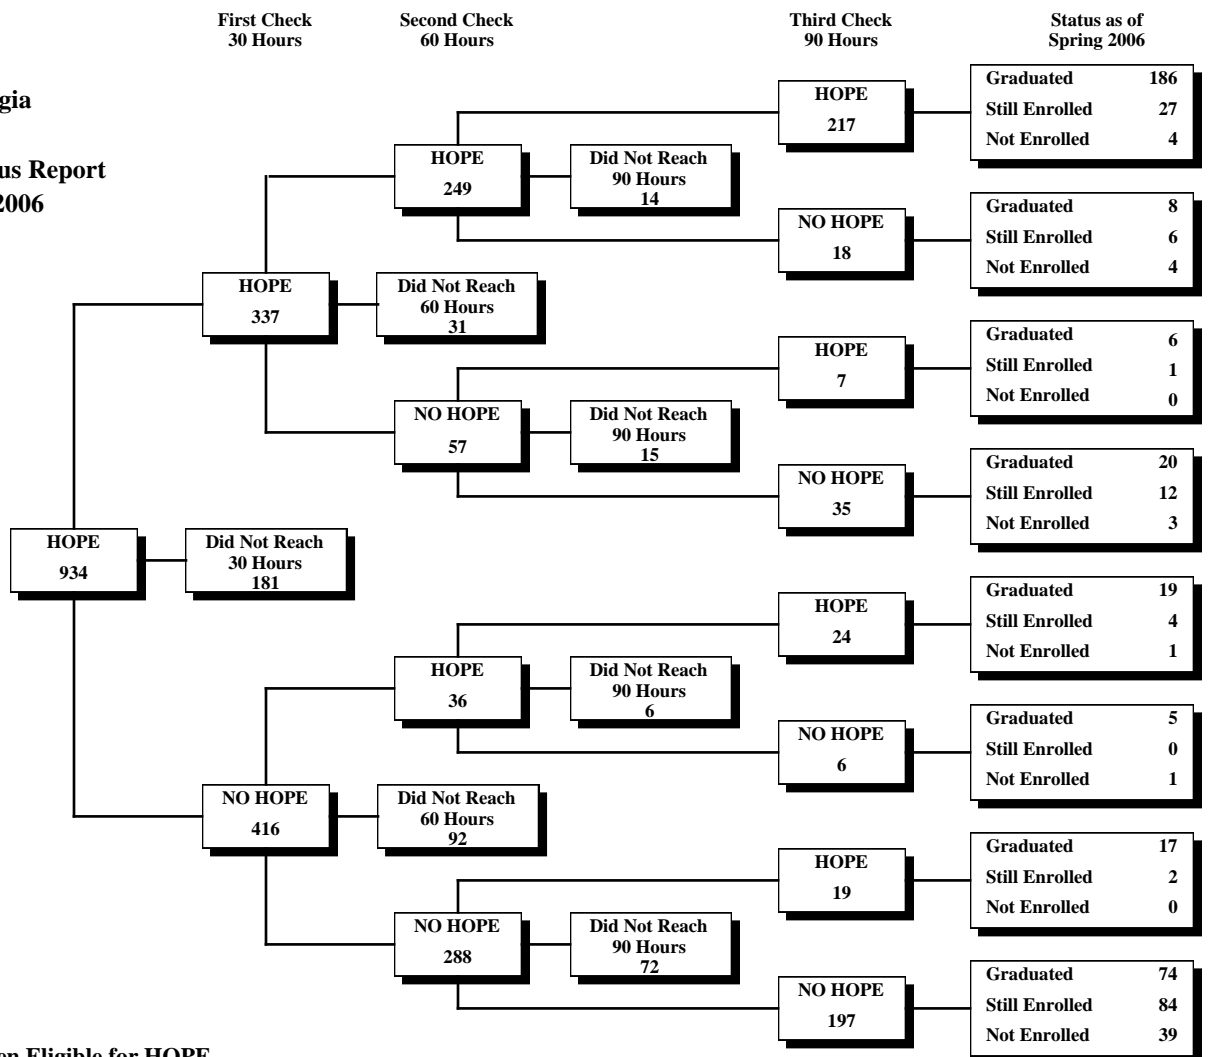 First Check
30 Hours
Second Check
60 Hours
Third Check
90 Hours
Status as of
Spring 2006
gia
us Report
2006
HOPE
934
Did Not Reach
30 Hours
181
HOPE
337
Did Not Reach
60 Hours
31
NO HOPE
416
Did Not Reach
60 Hours
92
HOPE
249
Did Not Reach
90 Hours
14
NO HOPE
57
Did Not Reach
90 Hours
15
HOPE
36
Did Not Reach
90 Hours
6
NO HOPE
288
Did Not Reach
90 Hours
72
HOPE
217
Graduated 186
Still Enrolled 27
Not Enrolled 4
NO HOPE
18
Graduated 8
Still Enrolled 6
Not Enrolled 4
HOPE
7
Graduated 6
Still Enrolled 1
Not Enrolled 0
NO HOPE
35
Graduated 20
Still Enrolled 12
Not Enrolled 3
HOPE
24
Graduated 19
Still Enrolled 4
Not Enrolled 1
NO HOPE
6
Graduated 5
Still Enrolled 0
Not Enrolled 1
HOPE
19
Graduated 17
Still Enrolled 2
Not Enrolled 0
NO HOPE
197
Graduated 74
Still Enrolled 84
Not Enrolled 39
en Eligible for HOPE